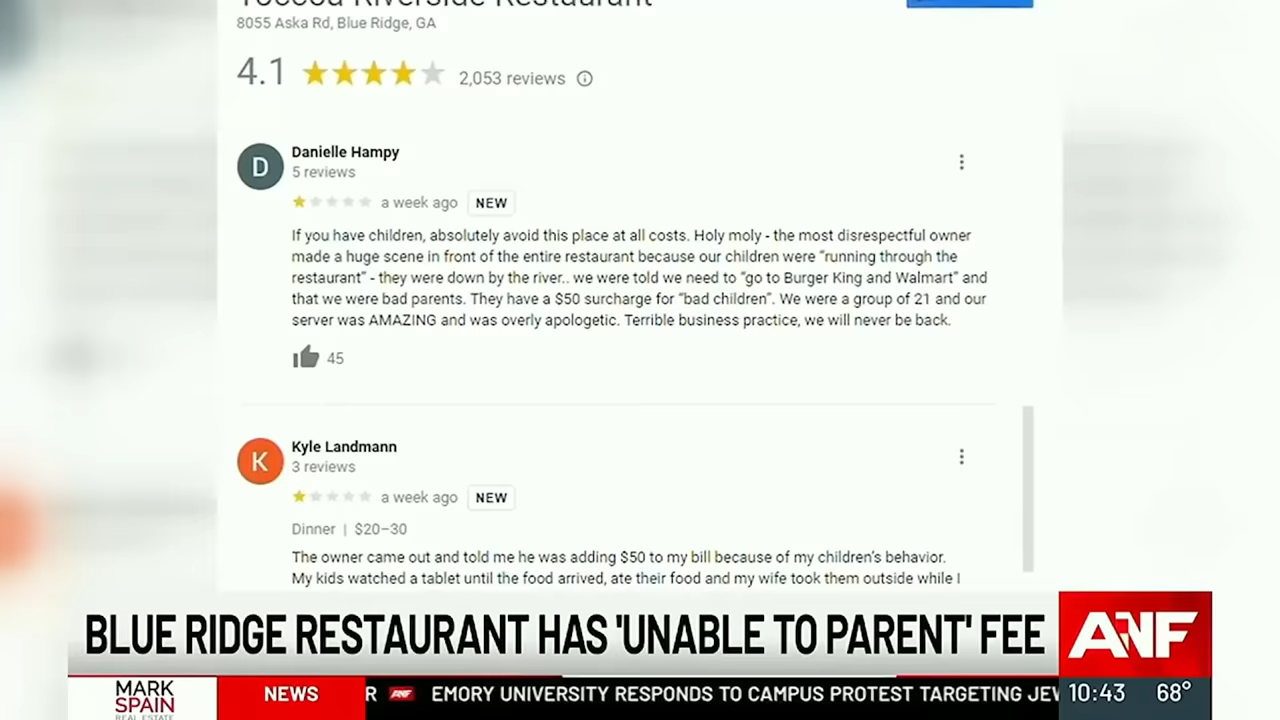 Toccoa Riverside Restaurant
8055 Aska Rd, Blue Ridge, GA
4.1
2,053 reviews
D
Danielle Hampy
5 reviews
a week ago
NEW
If you have children, absolutely avoid this place at all costs. Holy moly - the most disrespectful owner
made a huge scene in front of the entire restaurant because our children were “running through the
restaurant” - they were down by the river.. we were told we need to “go to Burger King and Walmart” and
that we were bad parents. They have a $50 surcharge for “bad children”. We were a group of 21 and our
server was AMAZING and was overly apologetic. Terrible business practice, we will never be back.
45
K
Kyle Landmann
3 reviews
a week ago
NEW
Dinner | $20–30
The owner came out and told me he was adding $50 to my bill because of my children’s behavior.
My kids watched a tablet until the food arrived, ate their food and my wife took them outside while I
BLUE RIDGE RESTAURANT HAS 'UNABLE TO PARENT' FEE
ANF
MARK
SPAIN
REAL ESTATE
NEWS
R ANF EMORY UNIVERSITY RESPONDS TO CAMPUS PROTEST TARGETING JEW
10:43 68°